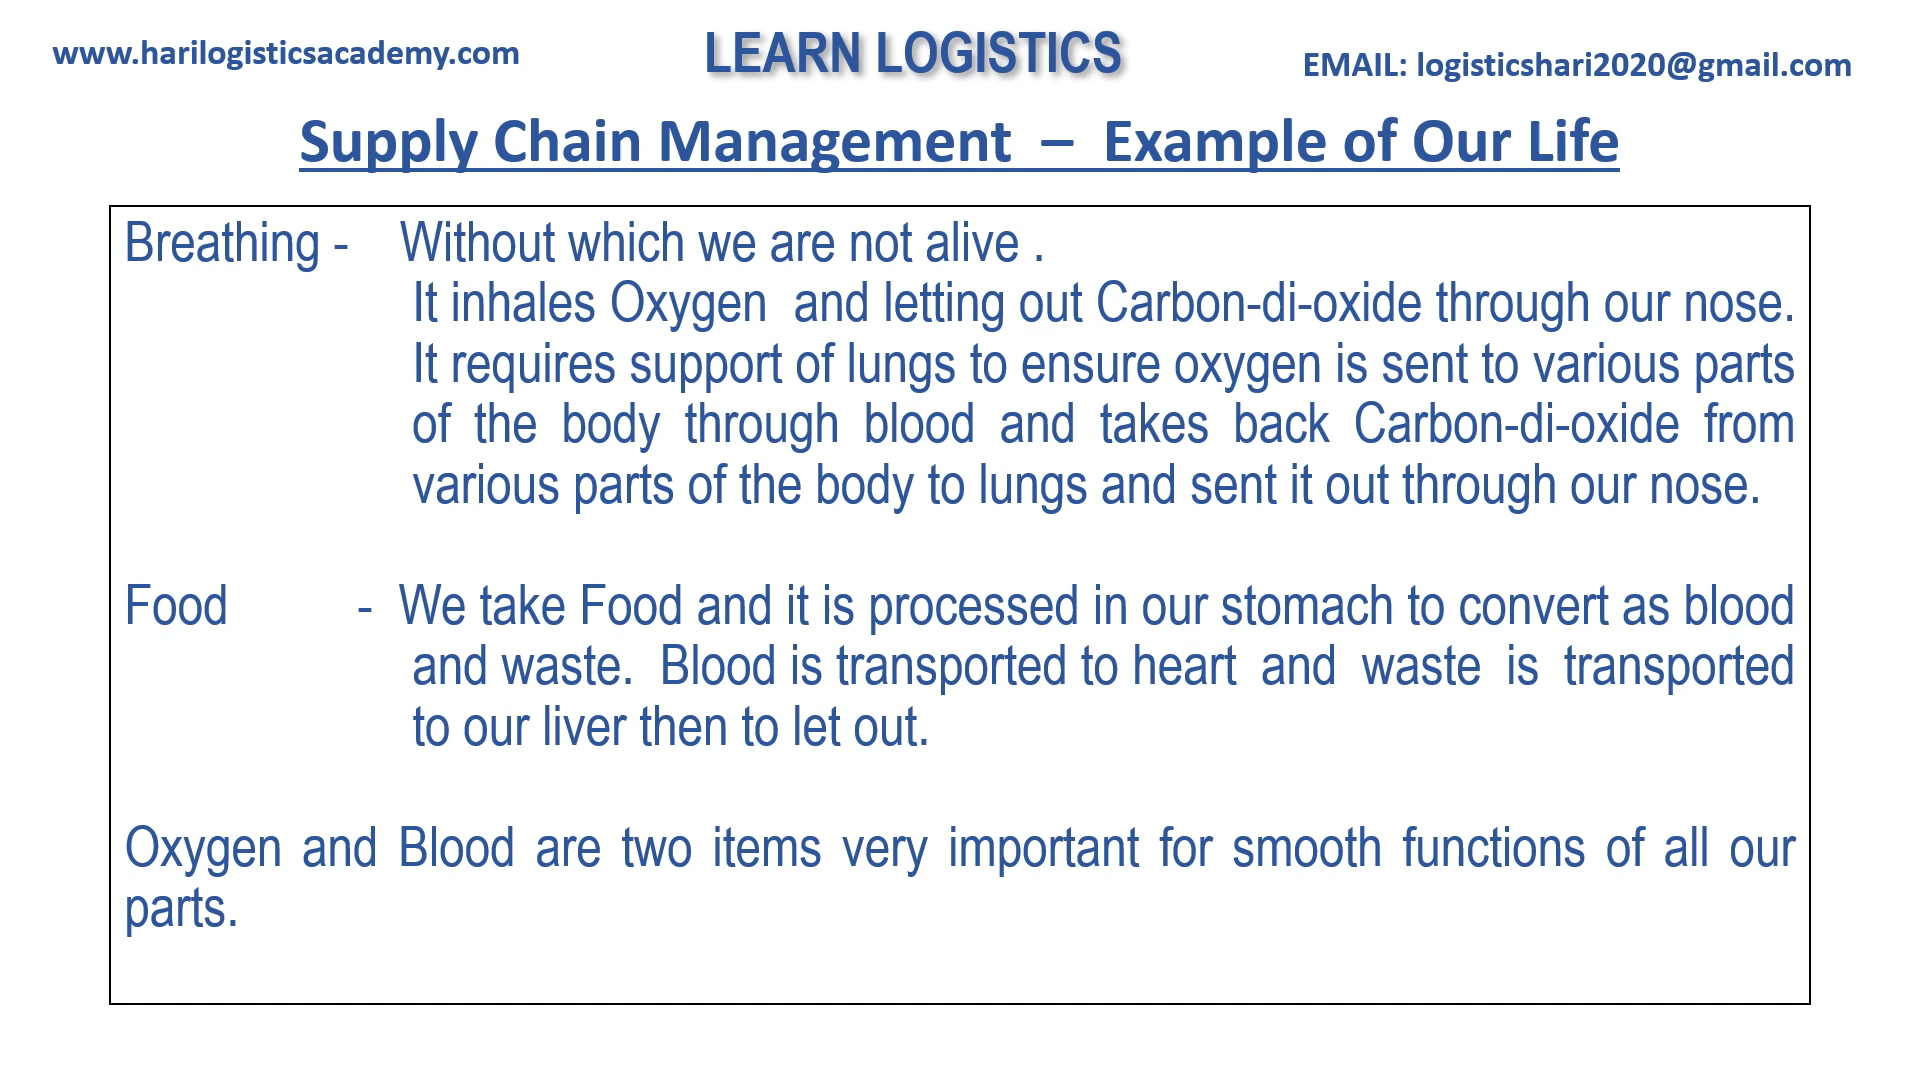 www.harilogisticsacademy.com
LEARN LOGISTICS
EMAIL: logisticshari2020@gmail.com
Supply Chain Management – Example of Our Life
Breathing - Without which we are not alive .
It inhales Oxygen and letting out Carbon-di-oxide through our nose.
It requires support of lungs to ensure oxygen is sent to various parts
of the body through blood and takes back Carbon-di-oxide from
various parts of the body to lungs and sent it out through our nose.
Food - We take Food and it is processed in our stomach to convert as blood
and waste. Blood is transported to heart and waste is transported
to our liver then to let out.
Oxygen and Blood are two items very important for smooth functions of all our
parts.